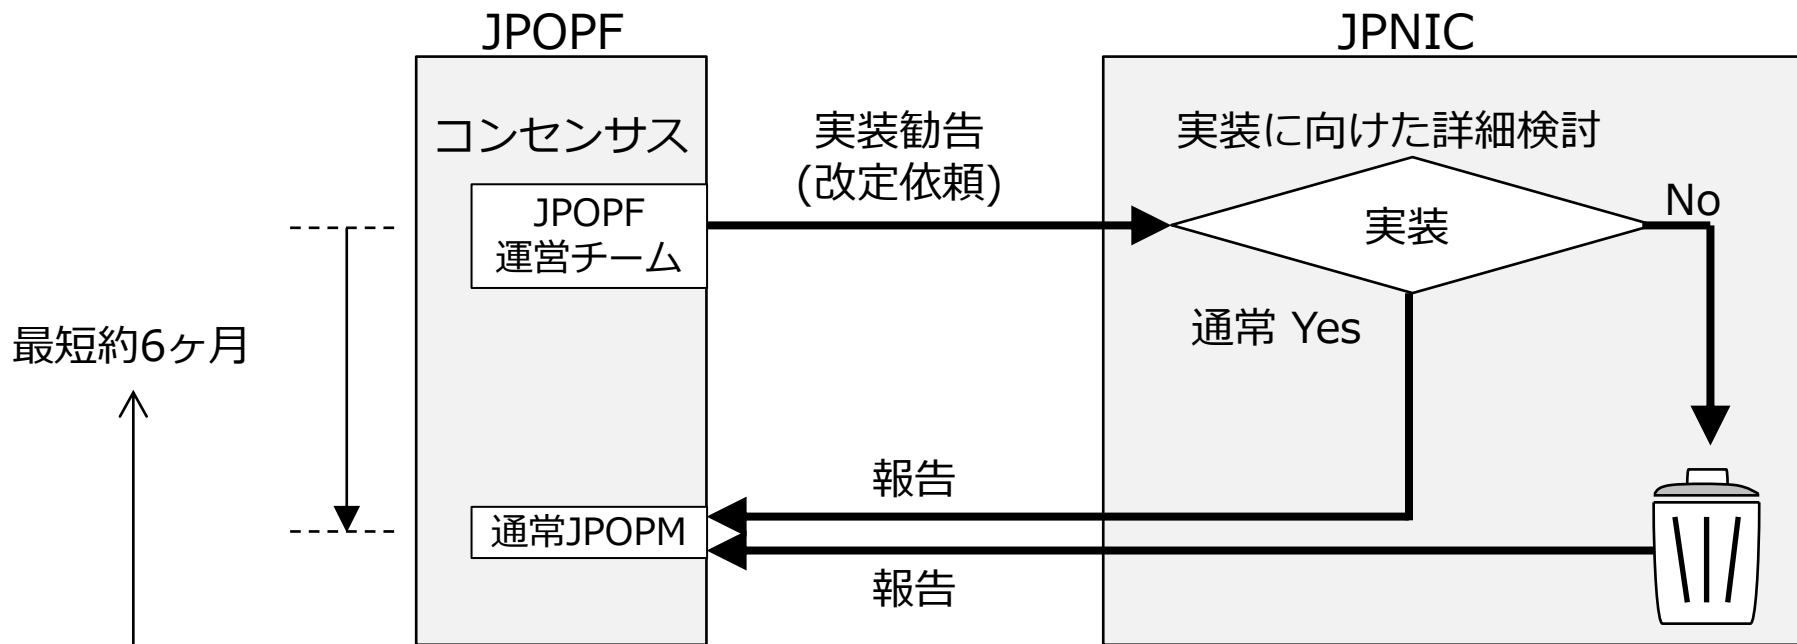 JPOPF
JPNIC
コンセンサス
実装勧告
(改定依頼)
実装に向けた詳細検討
JPOPF
運営チーム
実装
No
通常 Yes
最短約6ヶ月
報告
通常JPOPM
報告